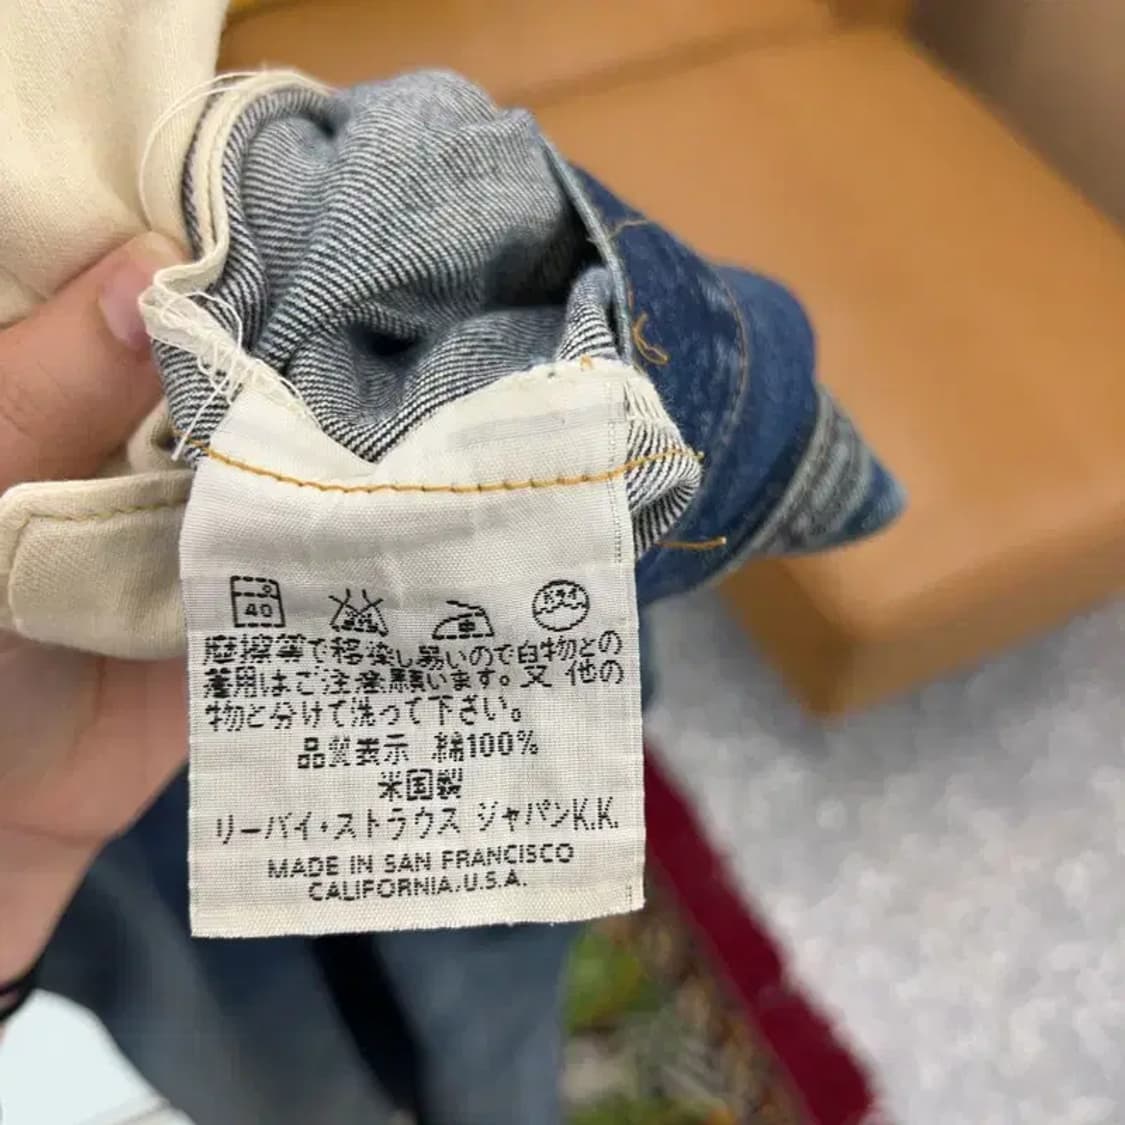 40
ドライ
摩擦等で移染し易いので白物との
着用はご注意願います。又 他の
物と分けて洗って下さい。
品質表示 綿100%
米国製
リーバイ・ストラウス ジャパンK.K.
MADE IN SAN FRANCISCO
CALIFORNIA.U.S.A.